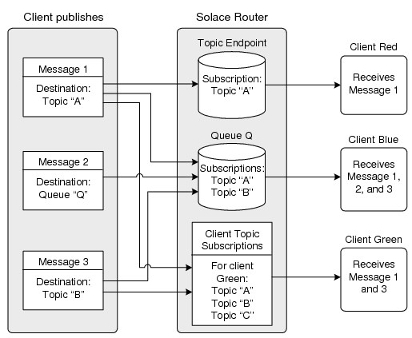 Client publishes
Solace Router
Topic Endpoint
Client Red
Message 1
Destination:
Topic “A”
Subscription:
Topic “A”
Receives
Message 1
Queue Q
Client Blue
Message 2
Destination:
Queue “Q”
Subscriptions:
Topic “A”
Topic “B”
Receives
Message 1,
2, and 3
Client Topic
Subscriptions
Client Green
Message 3
Destination:
Topic “B”
For client
Green:
Topic “A”
Topic “B”
Topic “C”
Receives
Message 1
and 3